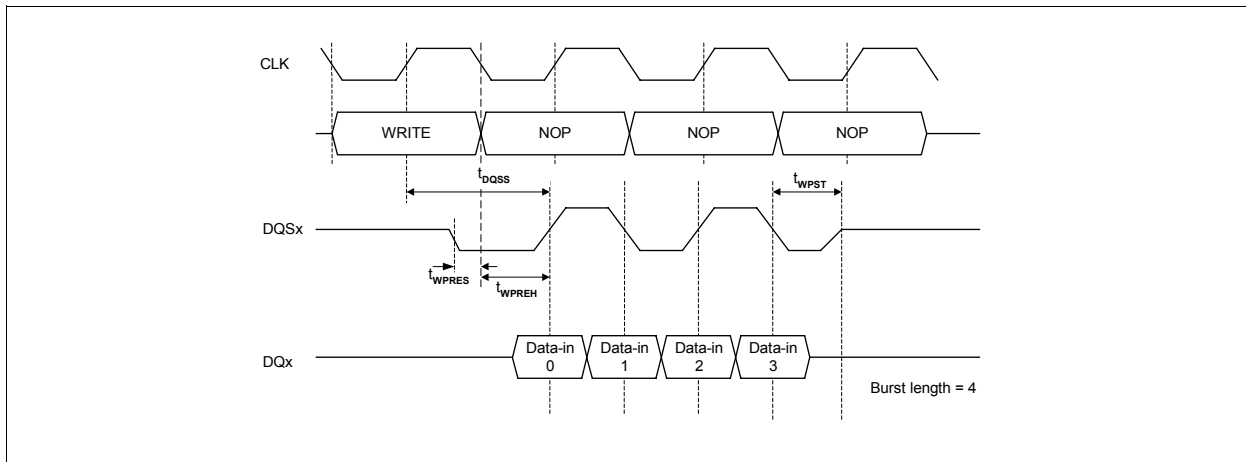 CLK
WRITE NOP NOP NOP
tDQSS tWPST
DQSx
tWPRES
tWPREH
Data-in Data-in Data-in Data-in
0 1 2 3
DQx
Burst length = 4